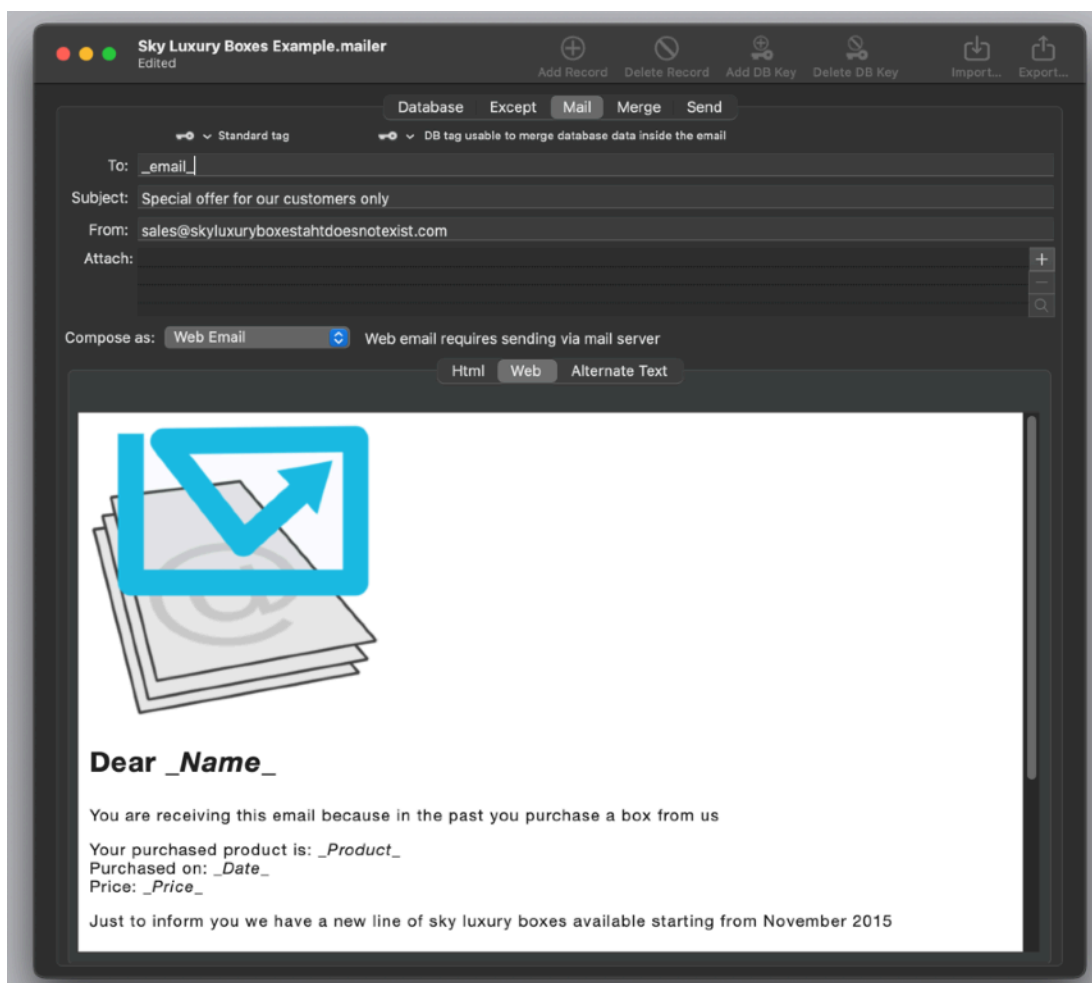 Sky Luxury Boxes Example.mailer
Edited
Add Record Delete Record Add DB Key Delete DB Key Import... Export...
Database Except Mail Merge Send
Standard tag DB tag usable to merge database data inside the email
To: _email_
Subject: Special offer for our customers only
From: sales@skyluxuryboxestahtdoesnotexist.com
Attach:
Compose as: Web Email Web email requires sending via mail server
Html Web Alternate Text
@
Dear _Name_
You are receiving this email because in the past you purchase a box from us
Your purchased product is: _Product_
Purchased on: _Date_
Price: _Price_
Just to inform you we have a new line of sky luxury boxes available starting from November 2015